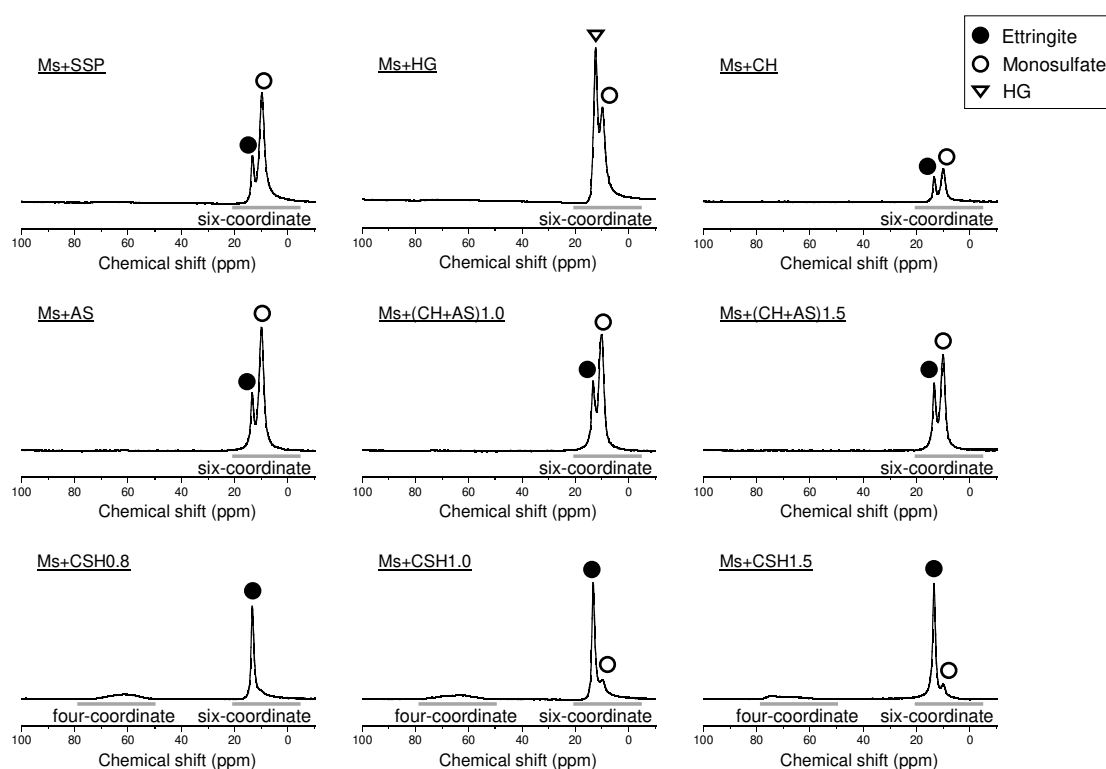 Ettringite
Monosulfate
HG
Ms+SSP
Ms+HG
Ms+CH
six-coordinate
six-coordinate
six-coordinate
100 80 60 40 20 0
100 80 60 40 20 0
100 80 60 40 20 0
Chemical shift (ppm)
Chemical shift (ppm)
Chemical shift (ppm)
Ms+AS
Ms+(CH+AS)1.0
Ms+(CH+AS)1.5
six-coordinate
six-coordinate
six-coordinate
100 80 60 40 20 0
100 80 60 40 20 0
100 80 60 40 20 0
Chemical shift (ppm)
Chemical shift (ppm)
Chemical shift (ppm)
Ms+CSH0.8
Ms+CSH1.0
Ms+CSH1.5
four-coordinate six-coordinate
four-coordinate six-coordinate
four-coordinate six-coordinate
100 80 60 40 20 0
100 80 60 40 20 0
100 80 60 40 20 0
Chemical shift (ppm)
Chemical shift (ppm)
Chemical shift (ppm)